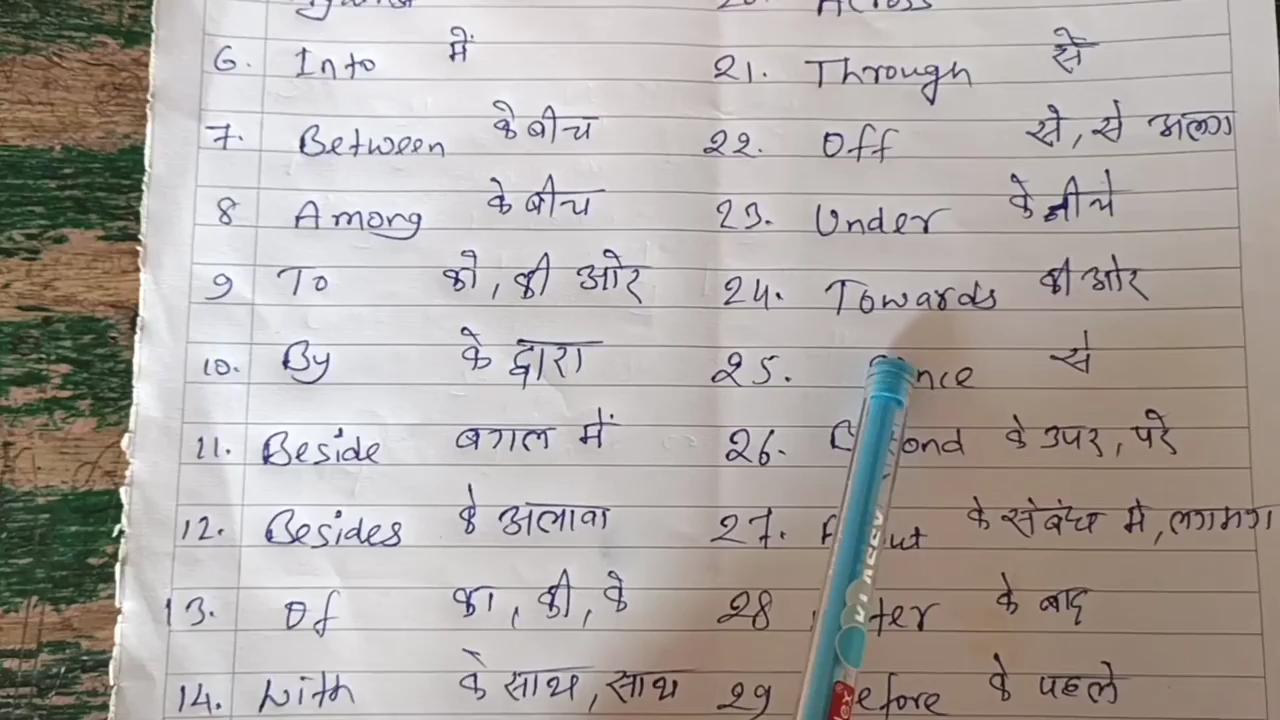 Across
6. Into में 21. Through से
7. Between के बीच 22. Off से, से अलग
8 Among के बीच 23. Under के नीचे
9 To को, की ओर 24. Towards की ओर
10. By के द्वारा 25. से
11. Beside बगल में 26. के उपर, परे
12. Besides के अलावा 27. के संबंध मे, लगभग
13. Of का, की, के 28 के बाद
14. With के साथ, साथ 29 के पहले